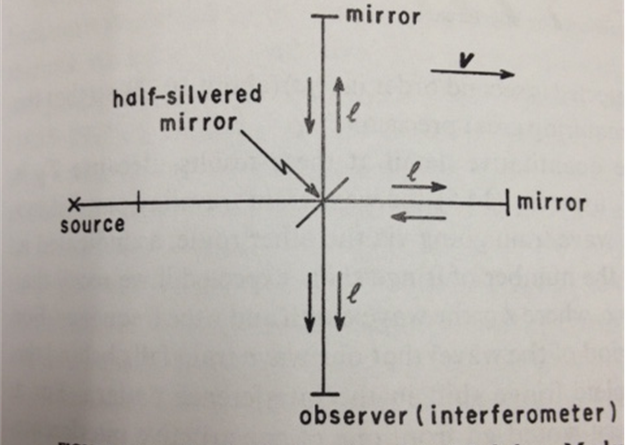 mirror
v
half-silvered
mirror
ℓ
ℓ
mirror
source
ℓ
observer (interferometer)